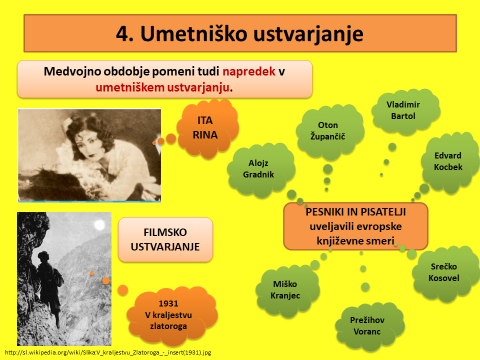 4. Umetniško ustvarjanje
Medvojno obdobje pomeni tudi napredek v
umetniškem ustvarjanju.
ITA
RINA
Oton
Župančič
Vladimir
Bartol
Alojz
Gradnik
Edvard
Kocbek
PESNIKI IN PISATELJI
uveljavili evropske
književne smeri
FILMSKO
USTVARJANJE
Srečko
Kosovel
Miško
Kranjec
1931
V kraljestvu
zlatoroga
Prežihov
Voranc
http://sl.wikipedia.org/wiki/Slika:V_kraljestvu_Zlatoroga_-_insert(1931).jpg